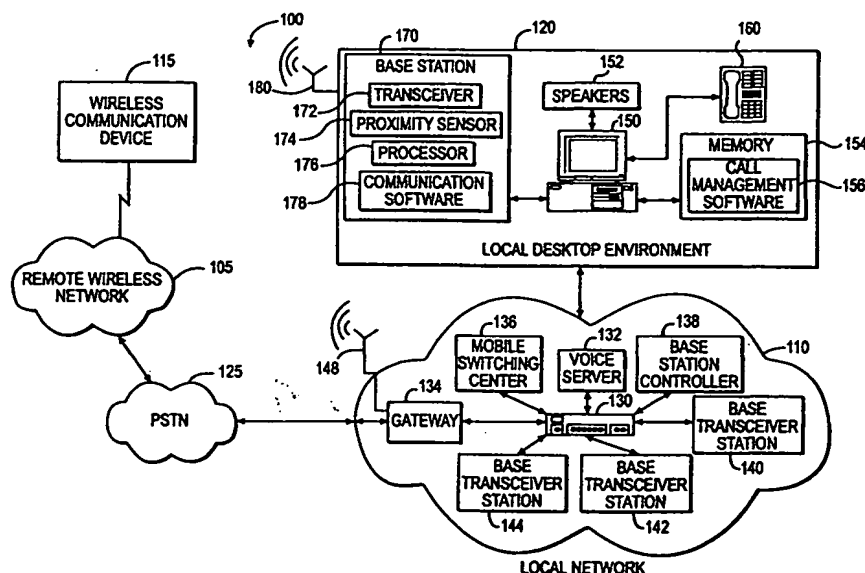 100
115
WIRELESS
COMMUNICATION
DEVICE
REMOTE WIRELESS
NETWORK
105
125
PSTN
120
170
BASE STATION
180
172
TRANSCEIVER
174
PROXIMITY SENSOR
176
PROCESSOR
178
COMMUNICATION
SOFTWARE
152
SPEAKERS
150
160
MEMORY
154
CALL
MANAGEMENT
SOFTWARE
156
LOCAL DESKTOP ENVIRONMENT
148
134
GATEWAY
136
MOBILE
SWITCHING
CENTER
132
VOICE
SERVER
130
138
BASE
STATION
CONTROLLER
110
BASE
TRANSCEIVER
STATION
140
BASE
TRANSCEIVER
STATION
144
BASE
TRANSCEIVER
STATION
142
LOCAL NETWORK